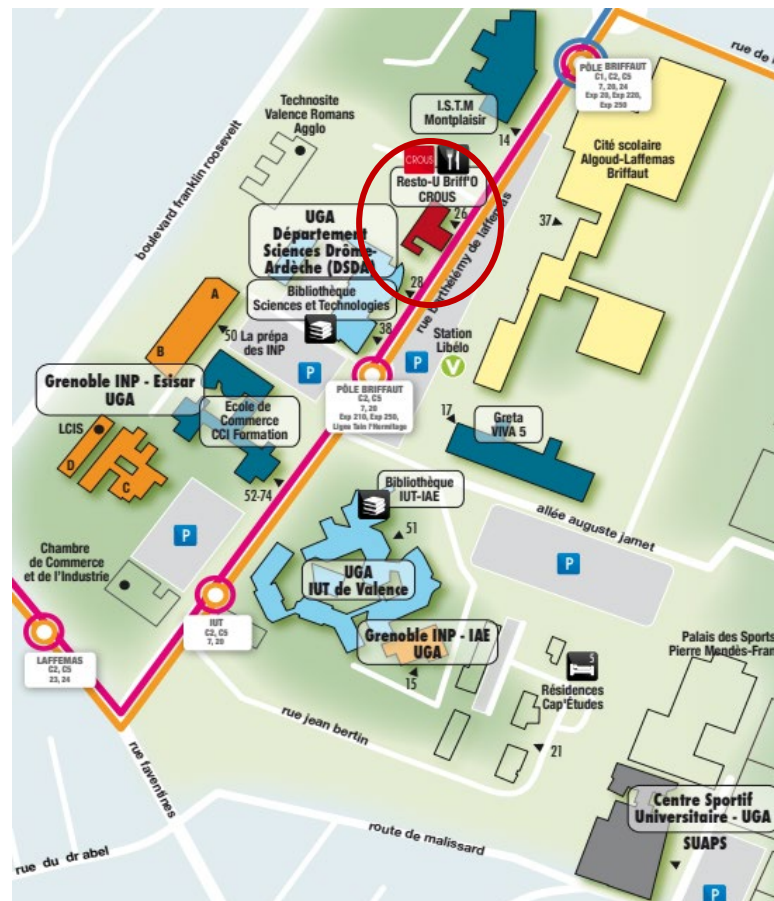 rue de
PÔLE BRIFFAUT
C1, C2, C5
7, 20, 24
Exp 20, Exp 220,
Exp 250
I.S.T.M
Montplaisir
14
Technosite
Valence Romans
Agglo
boulevard franklin roosevelt
Cité scolaire
Algoud-Laffemas
Briffaut
37
CROUS
Resto-U Briff'O
CROUS
26
rue barthélémy de laffemas
UGA
Département
Sciences Drôme-
Ardèche (DSDA)
28
Bibliothèque
Sciences et Technologies
38
A
B
50 La prépa
des INP
P
P
Station
Libélo
V
PÔLE BRIFFAUT
C2, C5
7, 20
Exp 210, Exp 250,
Ligne Tain l'Hermitage
Grenoble INP - Esisar
UGA
LCIS
D
C
Ecole de
Commerce
CCI Formation
52-74
17
Greta
VIVA 5
allée auguste jamet
Bibliothèque
IUT-IAE
51
P
P
Chambre
de Commerce
et de l'Industrie
UGA
IUT de Valence
IUT
C2, C5
7, 20
Grenoble INP - IAE
UGA
15
LAFFEMAS
C2, C5
23, 24
Palais des Sports
Pierre Mendès-Fran
S
Résidences
Cap'Études
21
rue jean bertin
rue faventines
Centre Sportif
Universitaire - UGA
SUAPS
route de malissard
rue du dr abel
P